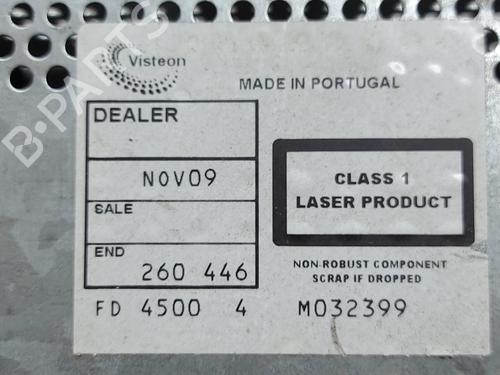 Visteon
MADE IN PORTUGAL
DEALER
NOV09
SALE
END
260 446
CLASS 1
LASER PRODUCT
NON-ROBUST COMPONENT
SCRAP IF DROPPED
FD 4500 4
M032399
B-PARTS